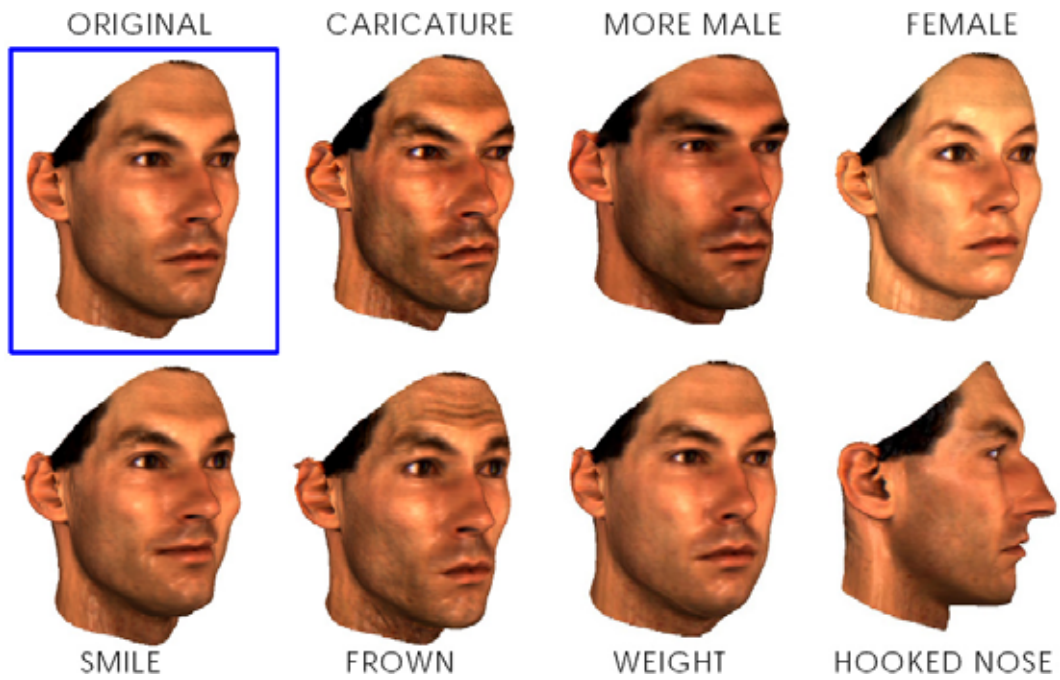 ORIGINAL
CARICATURE
MORE MALE
FEMALE
SMILE
FROWN
WEIGHT
HOOKED NOSE